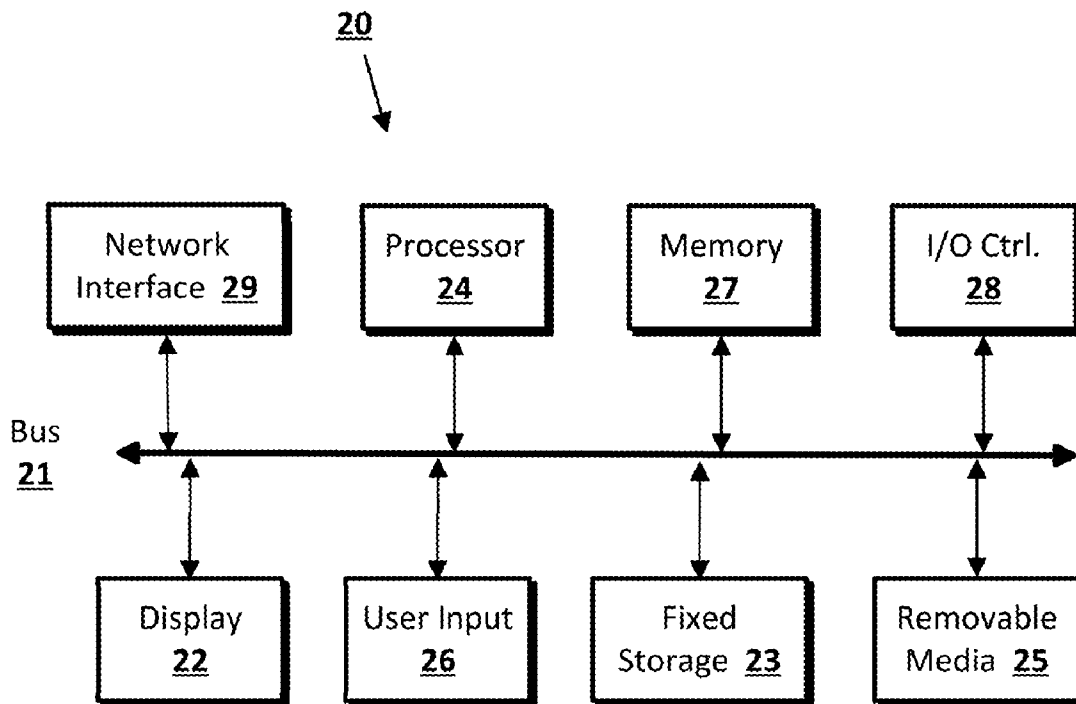 20
Network
Interface 29
Processor
24
Memory
27
I/O Ctrl.
28
Bus
21
Display
22
User Input
26
Fixed
Storage 23
Removable
Media 25